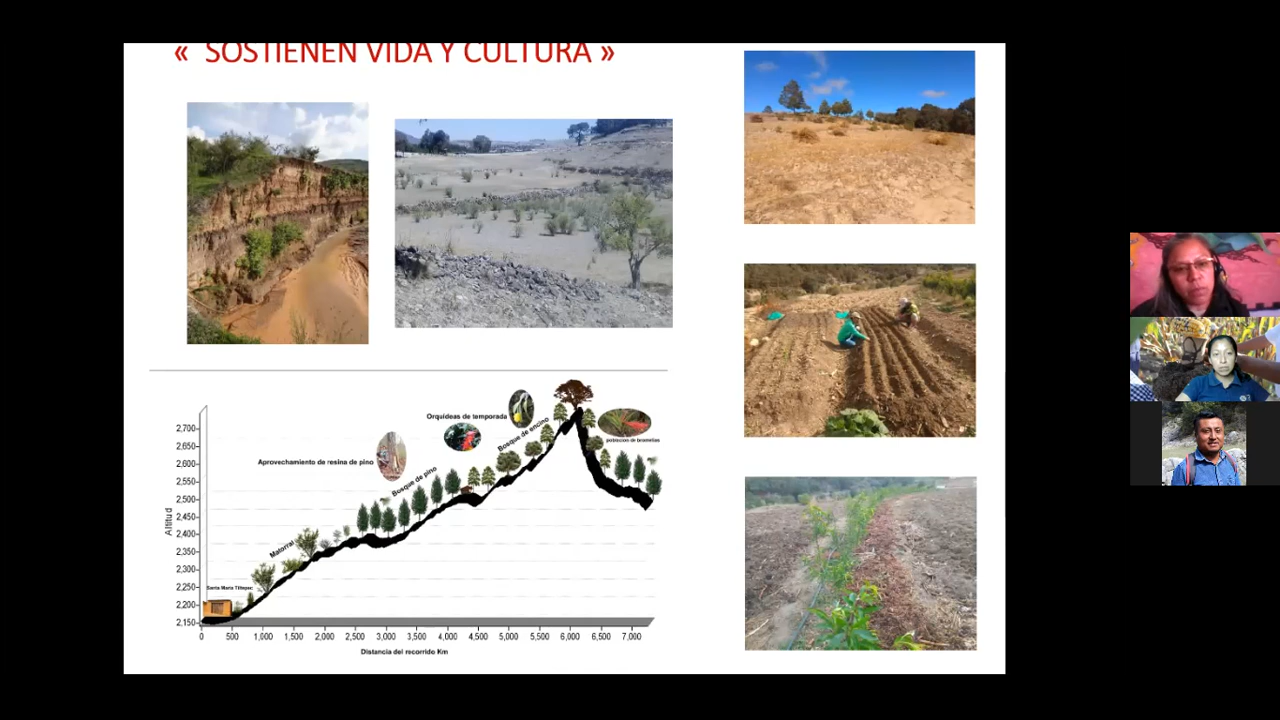 « SOSTIENEN VIDA Y CULTURA »
Orquídeas de temporada
Bosque de encino
poblacion de bromelias
Aprovechamiento de resina de pino
Bosque de pino
Matorral
Santa Maria Tiltepec
Altitud
2,700
2,650
2,600
2,550
2,500
2,450
2,400
2,350
2,300
2,250
2,200
2,150
0 500 1,000 1,500 2,000 2,500 3,000 3,500 4,000 4,500 5,000 5,500 6,000 6,500 7,000
Distancia del recorrido Km